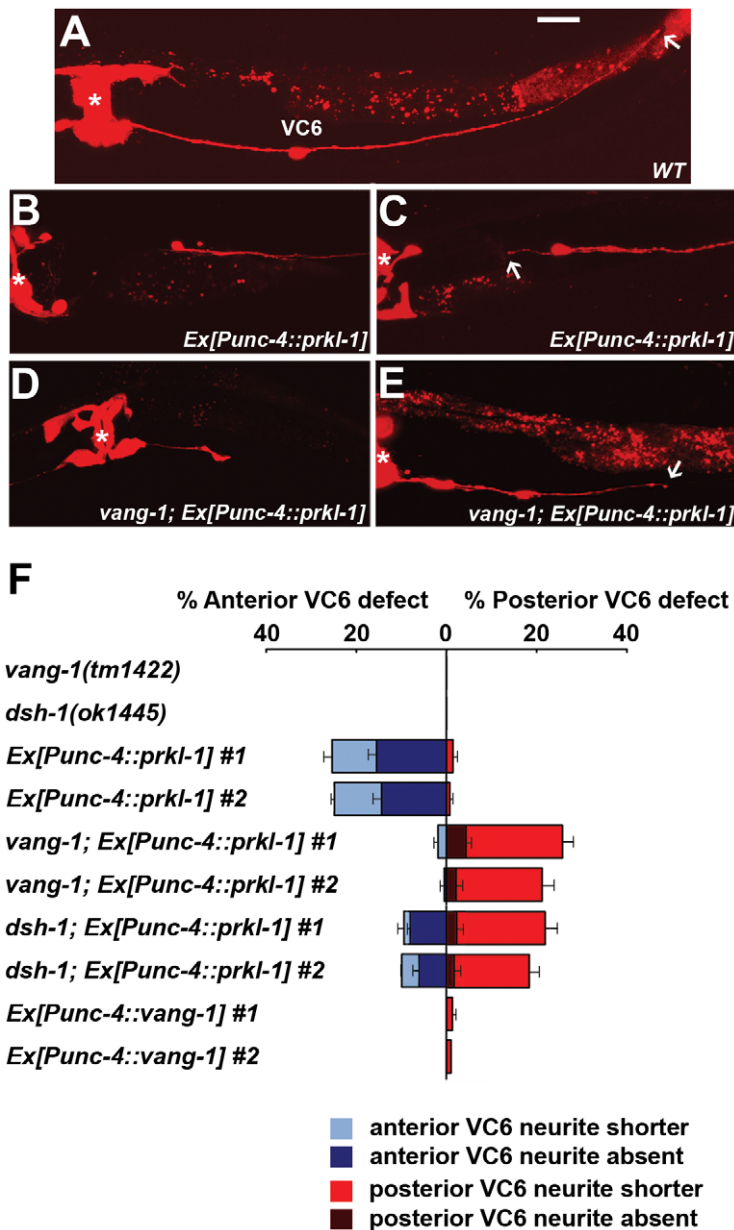 A
*
VC6
WT
B
*
Ex[Punc-4::prkl-1]
C
*
Ex[Punc-4::prkl-1]
D
*
vang-1; Ex[Punc-4::prkl-1]
E
*
vang-1; Ex[Punc-4::prkl-1]
F
% Anterior VC6 defect % Posterior VC6 defect
40 20 0 20 40
vang-1(tm1422)
dsh-1(ok1445)
Ex[Punc-4::prkl-1] #1
Ex[Punc-4::prkl-1] #2
vang-1; Ex[Punc-4::prkl-1] #1
vang-1; Ex[Punc-4::prkl-1] #2
dsh-1; Ex[Punc-4::prkl-1] #1
dsh-1; Ex[Punc-4::prkl-1] #2
Ex[Punc-4::vang-1] #1
Ex[Punc-4::vang-1] #2
anterior VC6 neurite shorter
anterior VC6 neurite absent
posterior VC6 neurite shorter
posterior VC6 neurite absent